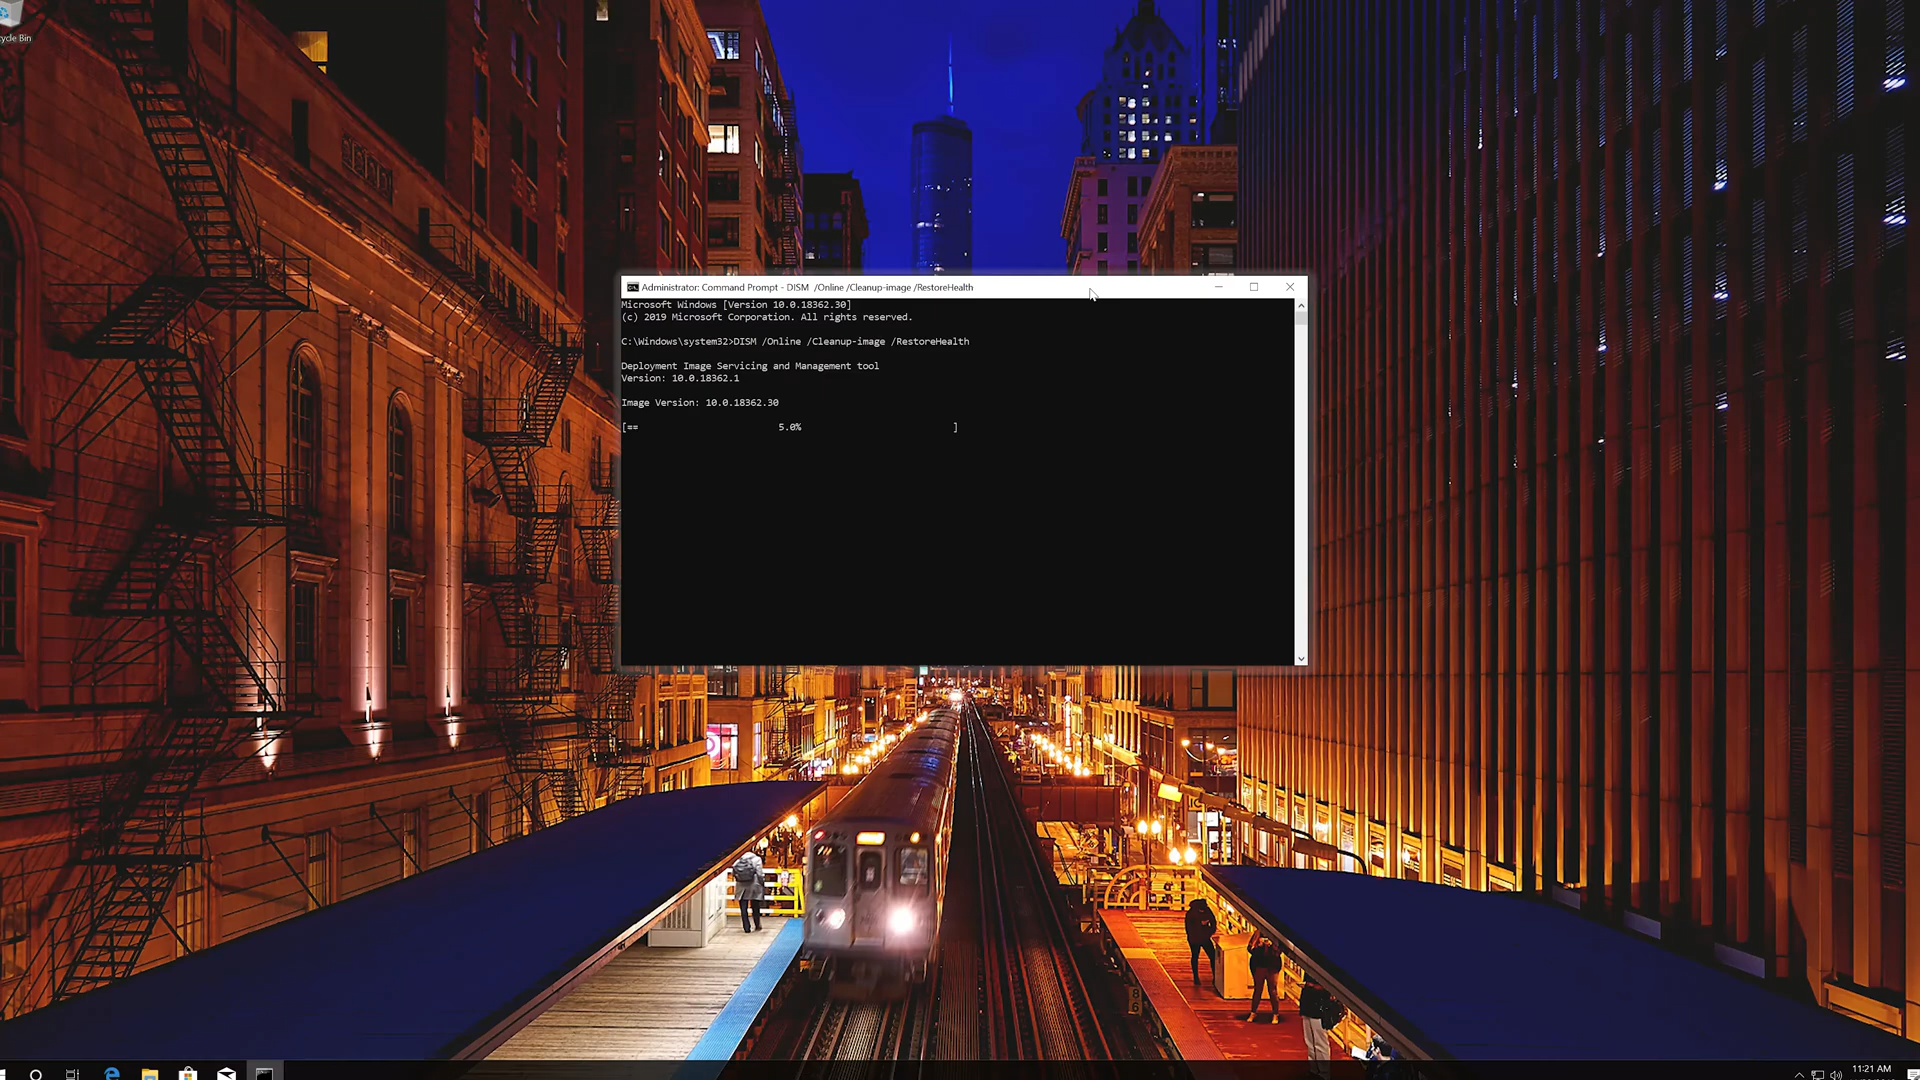 cycle Bin
Administrator: Command Prompt - DISM  /Online /Cleanup-image /RestoreHealth
Microsoft Windows [Version 10.0.18362.30]
(c) 2019 Microsoft Corporation. All rights reserved.
C:\Windows\system32>DISM /Online /Cleanup-image /RestoreHealth
Deployment Image Servicing and Management tool
Version: 10.0.18362.1
Image Version: 10.0.18362.30
[==                          5.0%                           ]
11:21 AM